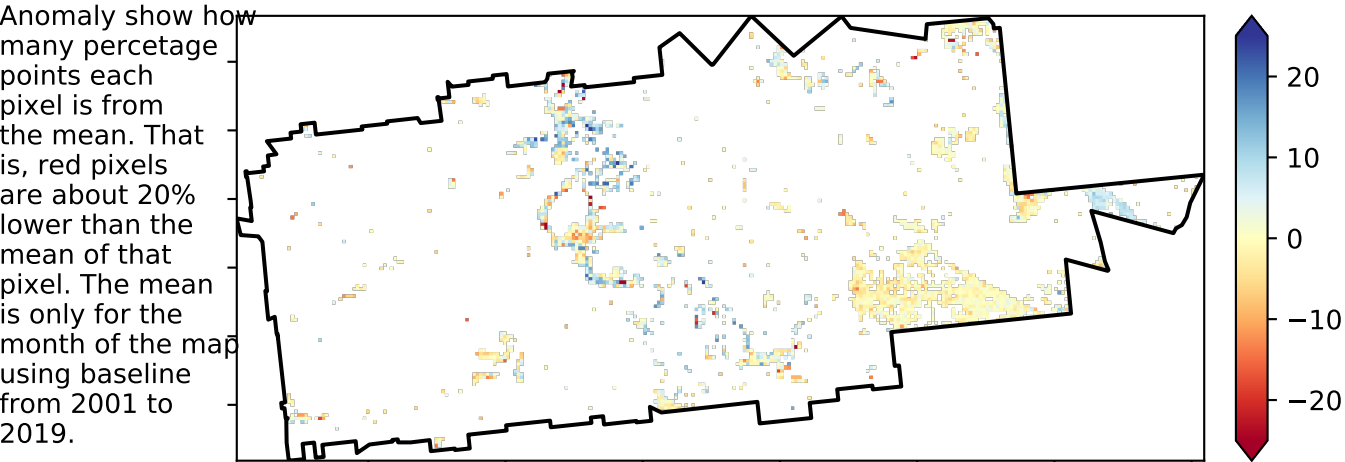 Anomaly show how
many percetage
points each
pixel is from
the mean. That
is, red pixels
are about 20%
lower than the
mean of that
pixel. The mean
is only for the
month of the map
using baseline
from 2001 to
2019.
20
10
0
−10
−20